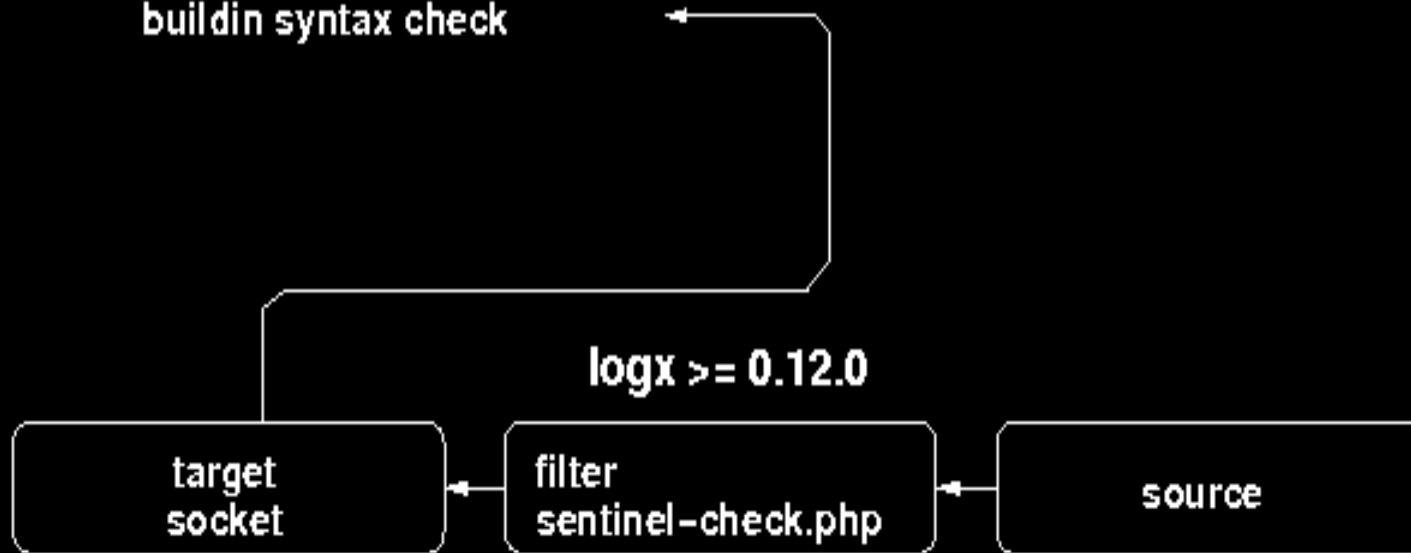 buildin syntax check
logx >= 0.12.0
target
socket
filter
sentinel-check.php
source